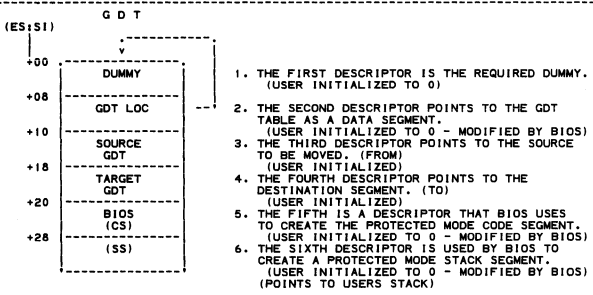 G D T
(ES:SI)
+00
DUMMY
+08
GDT LOC
+10
SOURCE
GDT
+18
TARGET
GDT
+20
BIOS
(CS)
+28
(SS)
1. THE FIRST DESCRIPTOR IS THE REQUIRED DUMMY.
(USER INITIALIZED TO 0)
2. THE SECOND DESCRIPTOR POINTS TO THE GDT
TABLE AS A DATA SEGMENT.
(USER INITIALIZED TO 0 - MODIFIED BY BIOS)
3. THE THIRD DESCRIPTOR POINTS TO THE SOURCE
TO BE MOVED. (FROM)
(USER INITIALIZED)
4. THE FOURTH DESCRIPTOR POINTS TO THE
DESTINATION SEGMENT. (TO)
(USER INITIALIZED)
5. THE FIFTH IS A DESCRIPTOR THAT BIOS USES
TO CREATE THE PROTECTED MODE CODE SEGMENT.
(USER INITIALIZED TO 0 - MODIFIED BY BIOS)
6. THE SIXTH DESCRIPTOR IS USED BY BIOS TO
CREATE A PROTECTED MODE STACK SEGMENT.
(USER INITIALIZED TO 0 - MODIFIED BY BIOS)
(POINTS TO USERS STACK)